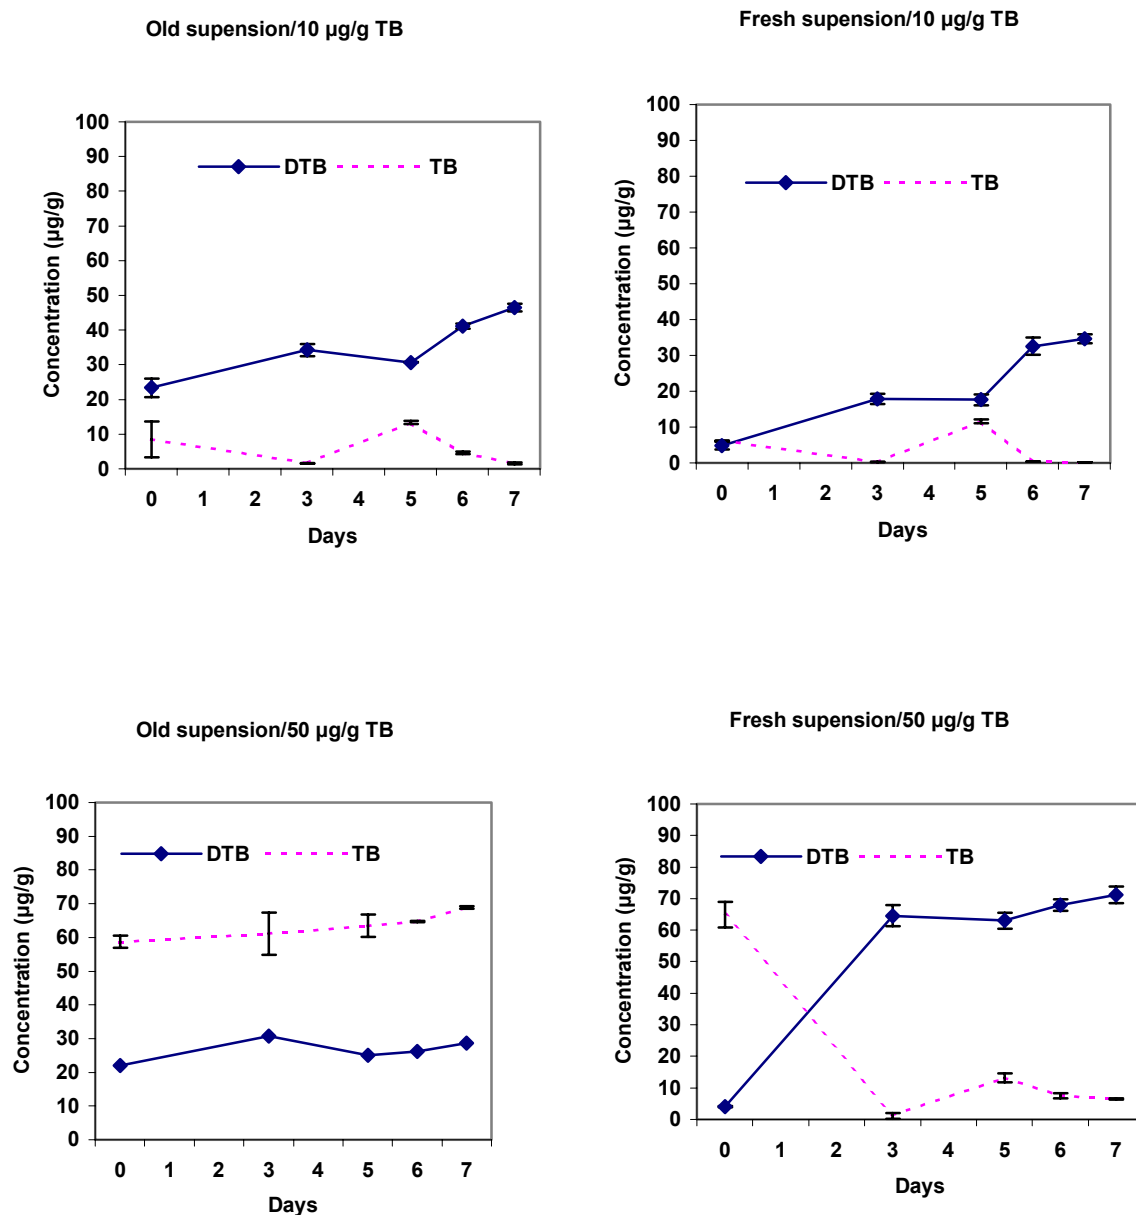 Old supension/10 µg/g TB
100
90
80
70
60
50
40
30
20
10
0
Concentration (µg/g)
DTB TB
0 1 2 3 4 5 6 7
Days
Fresh supension/10 µg/g TB
100
90
80
70
60
50
40
30
20
10
0
Concentration (µg/g)
DTB TB
0 1 2 3 4 5 6 7
Days
Old supension/50 µg/g TB
100
90
80
70
60
50
40
30
20
10
0
Concentration (µg/g)
DTB TB
0 1 2 3 4 5 6 7
Days
Fresh supension/50 µg/g TB
100
90
80
70
60
50
40
30
20
10
0
Concentration (µg/g)
DTB TB
0 1 2 3 4 5 6 7
Days